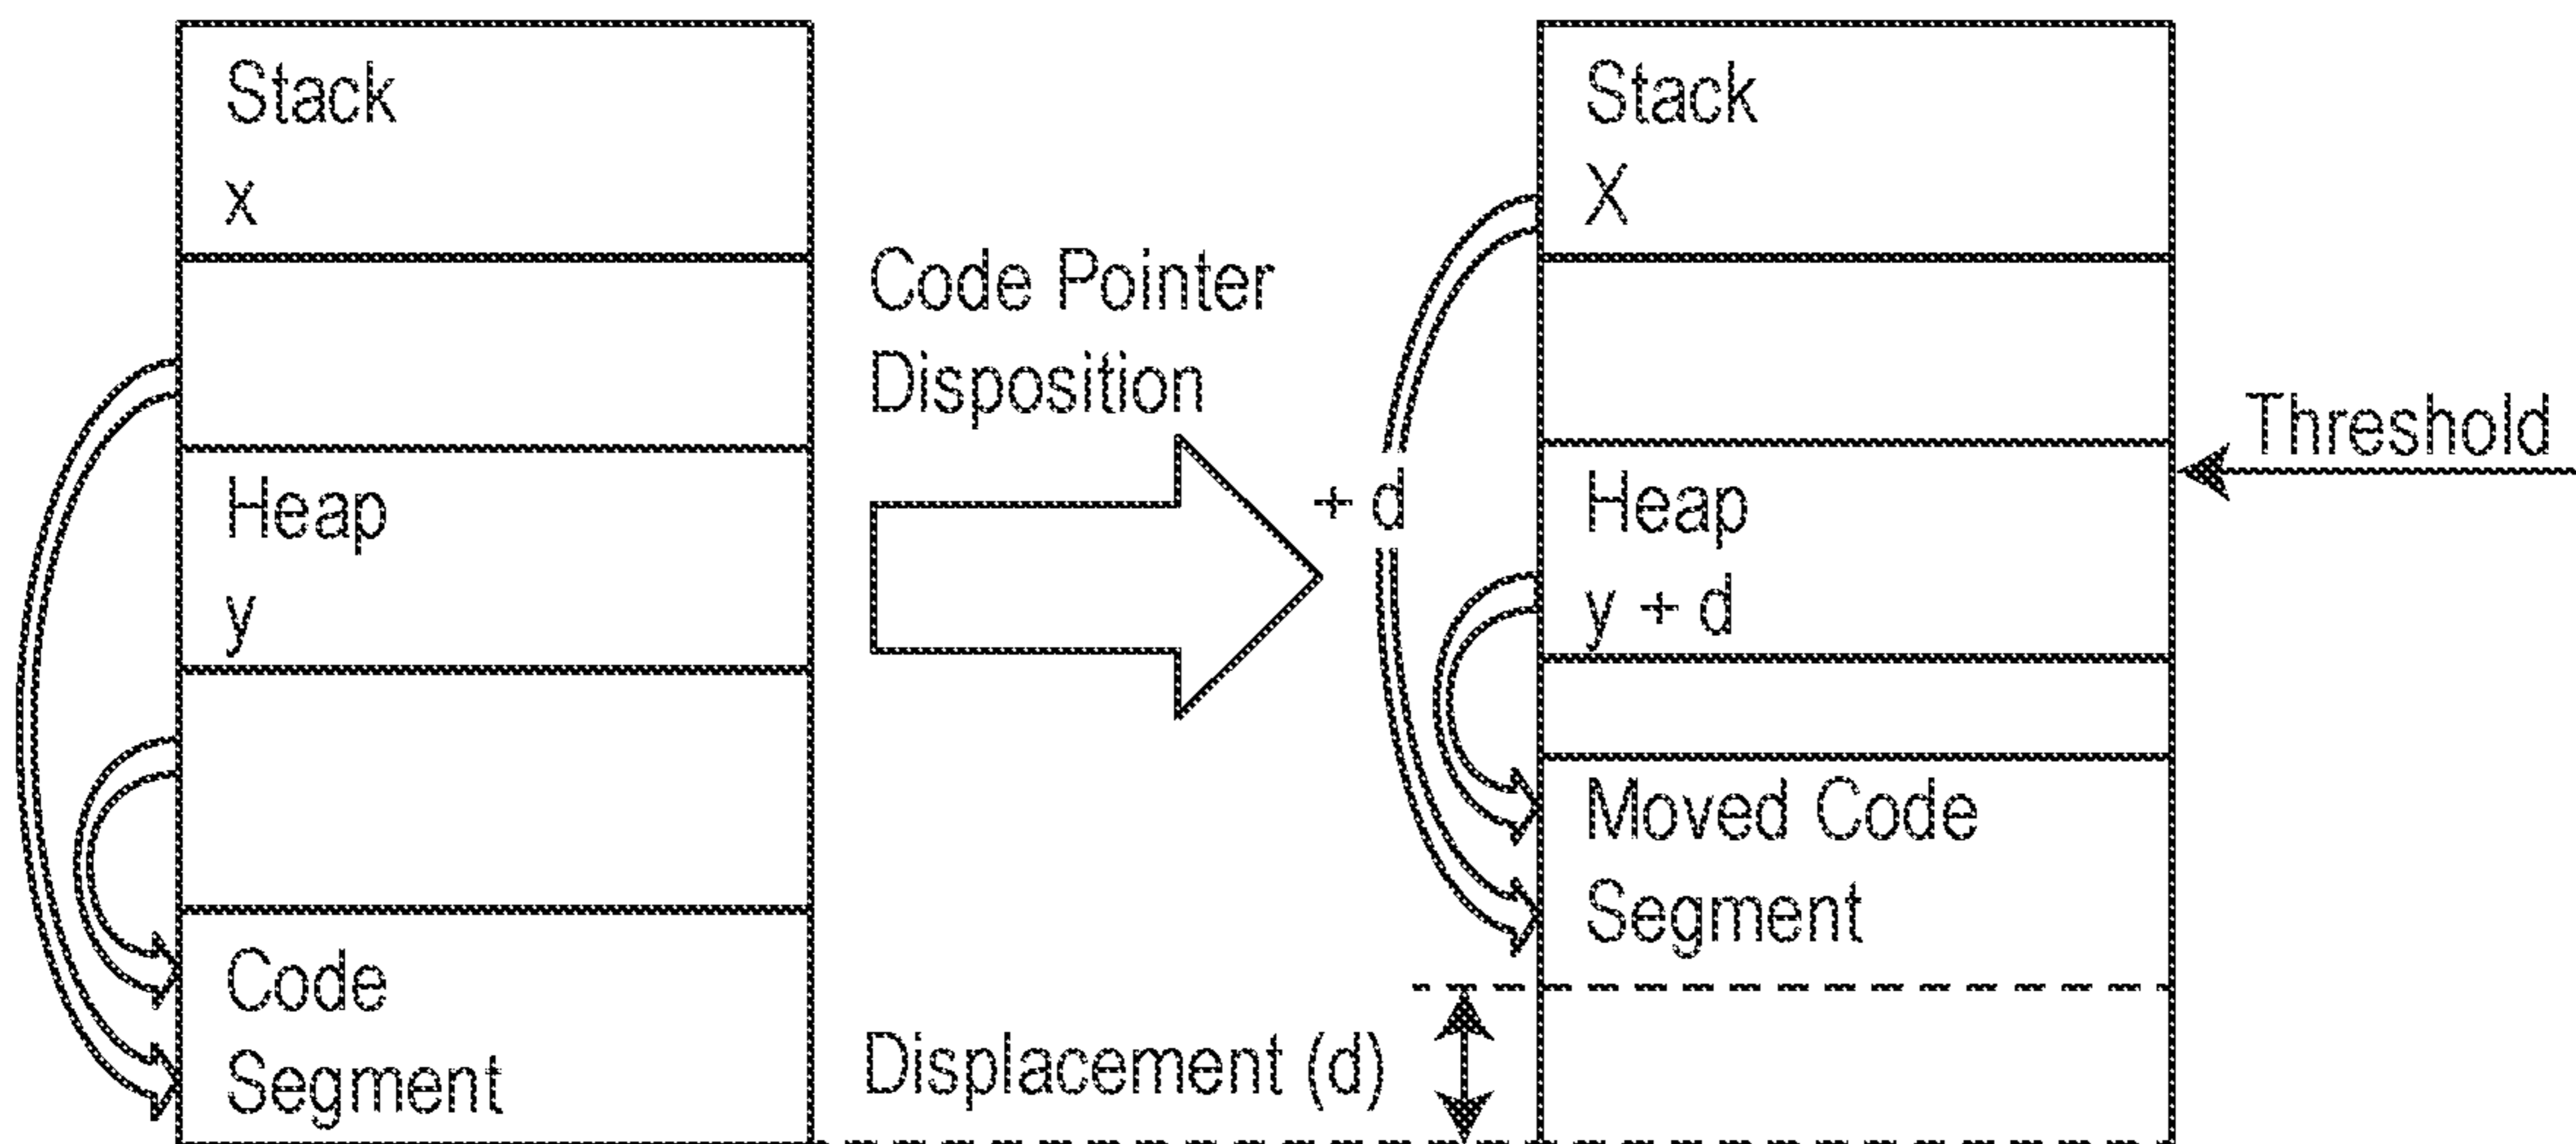 Stack
x
Heap
y
Code
Segment
Code Pointer
Disposition
Displacement (d)
+ d
Stack
X
Heap
y + d
Moved Code
Segment
Threshold